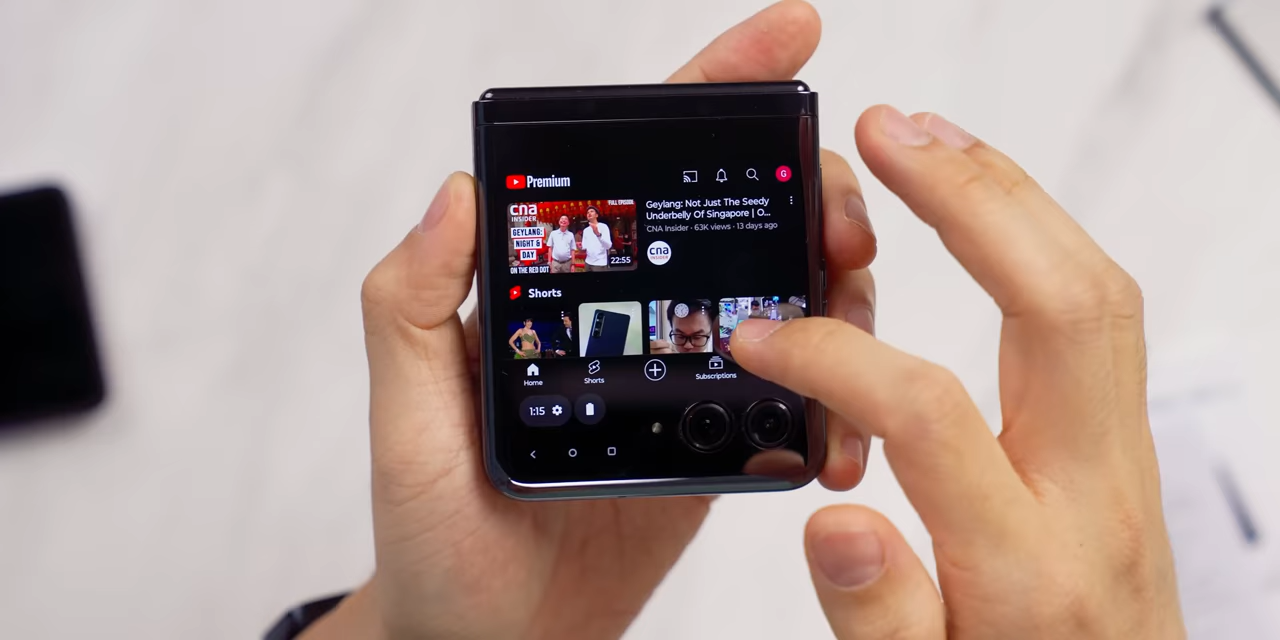 Premium
G
cna
INSIDER
FULL EPISODE
GEYLANG:
NIGHT &
DAY
ON THE RED DOT
22:55
Geylang: Not Just The Seedy
Underbelly Of Singapore | O...
CNA Insider · 63K views · 13 days ago
cna
INSIDER
Shorts
Home
Shorts
Subscriptions
1:15